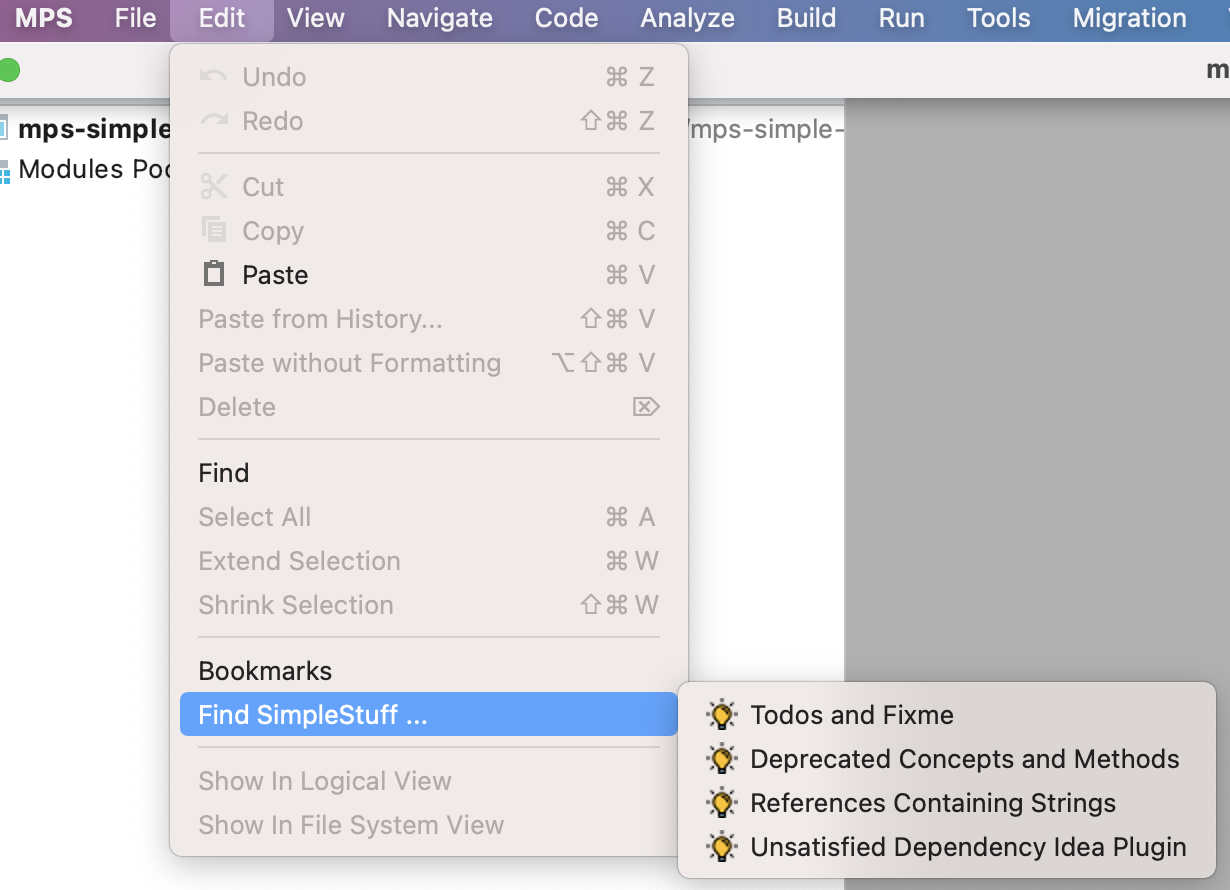 MPS File Edit View Navigate Code Analyze Build Run Tools Migration
Undo ⌘ Z
Redo ⇧⌘ Z
mps-simple /mps-simple-
Modules Poo
Cut ⌘ X
Copy ⌘ C
Paste ⌘ V
Paste from History... ⇧⌘ V
Paste without Formatting ⌥⇧⌘ V
Delete ⌦
Find
Select All ⌘ A
Extend Selection ⌘ W
Shrink Selection ⇧⌘ W
Bookmarks
Find SimpleStuff ...
Todos and Fixme
Deprecated Concepts and Methods
References Containing Strings
Unsatisfied Dependency Idea Plugin
Show In Logical View
Show In File System View